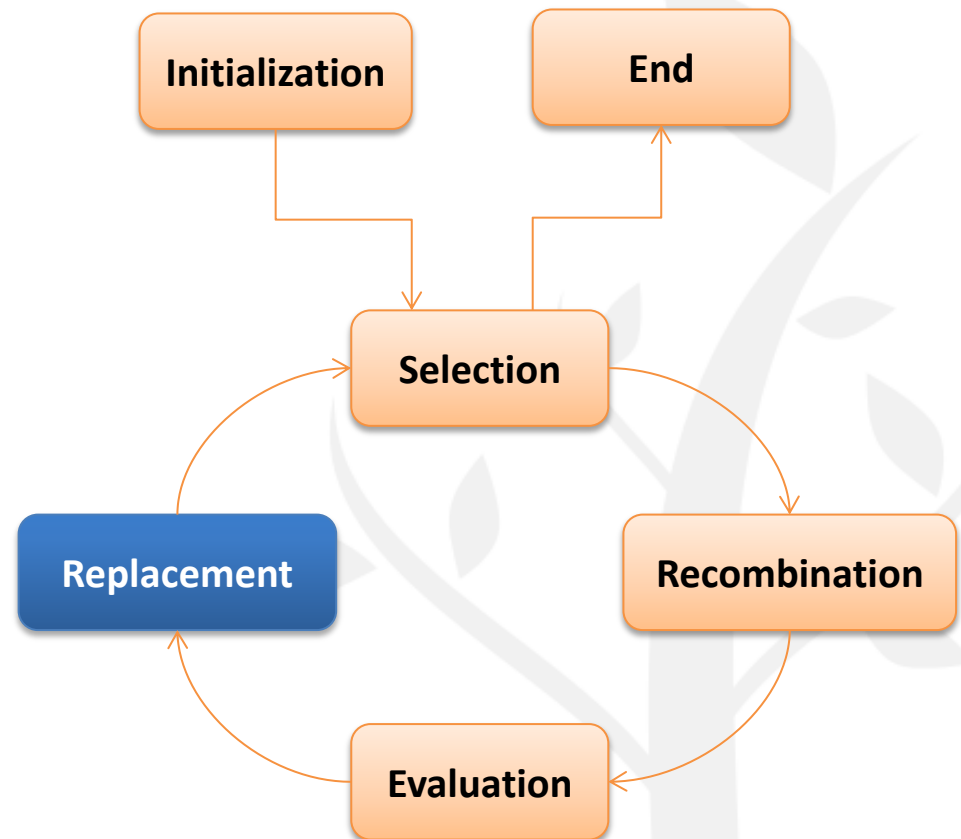 Initialization
End
Selection
Replacement
Recombination
Evaluation